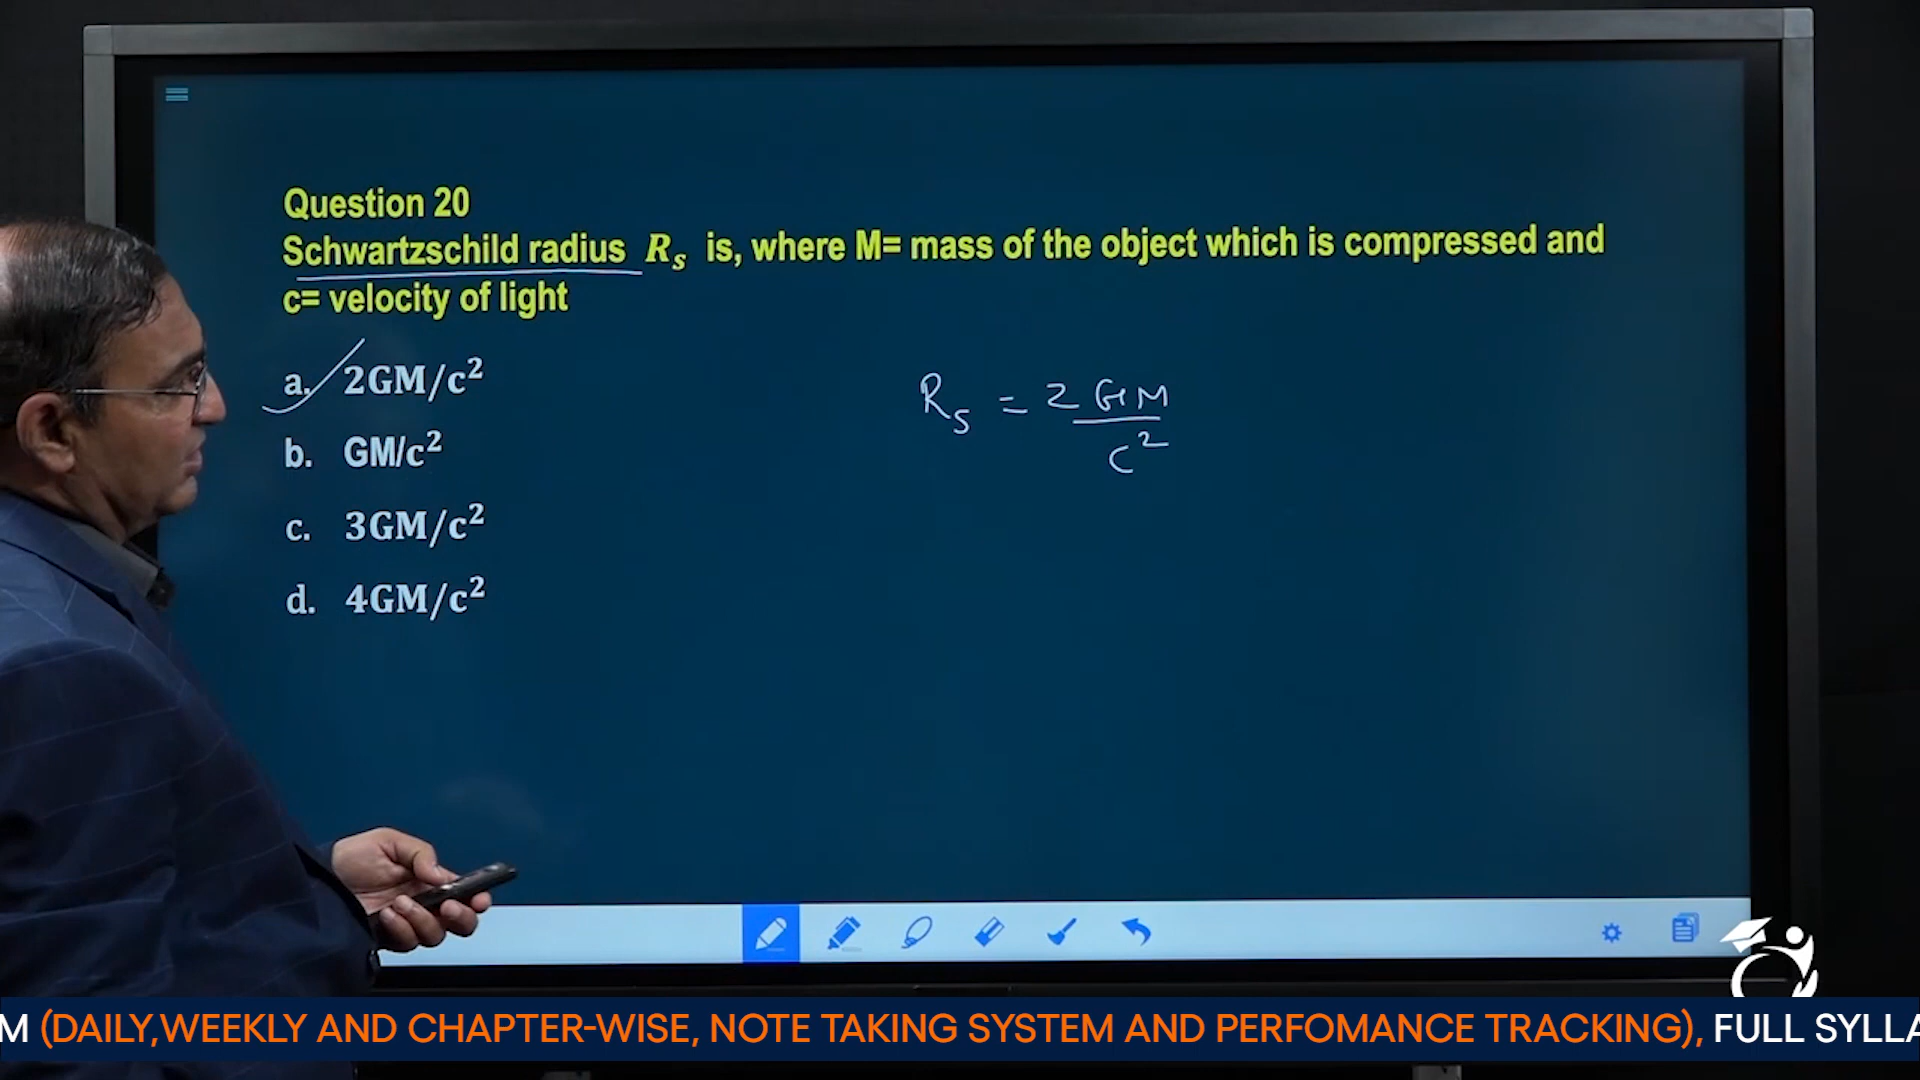 Question 20
Schwartzschild radius Rₛ is, where M= mass of the object which is compressed and
c= velocity of light
a. 2GM/c²
b. GM/c²
c. 3GM/c²
d. 4GM/c²
Rₛ = 2GM/c²
M (DAILY,WEEKLY AND CHAPTER-WISE, NOTE TAKING SYSTEM AND PERFOMANCE TRACKING), FULL SYLLA